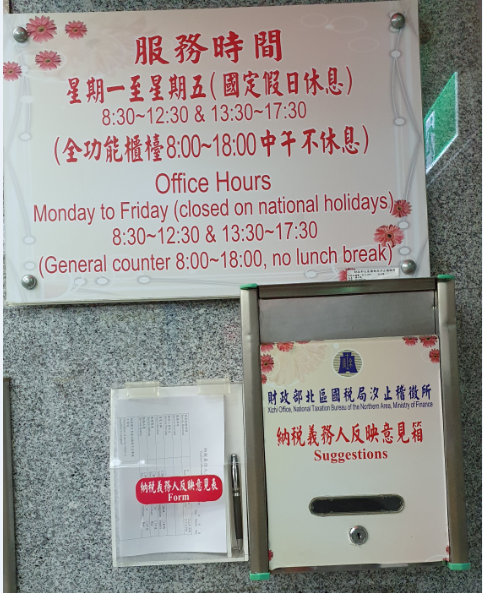 服務時間
星期一至星期五(國定假日休息)
8:30~12:30 & 13:30~17:30
(全功能櫃檯8:00~18:00中午不休息)
Office Hours
Monday to Friday (closed on national holidays)
8:30~12:30 & 13:30~17:30
(General counter 8:00~18:00, no lunch break)
財政部北區國稅局汐止稽徵所
Xizhi Office, National Taxation Bureau of the Northern Area, Ministry of Finance
納稅義務人反映意見箱
Suggestions
納稅義務人反映意見表
Form